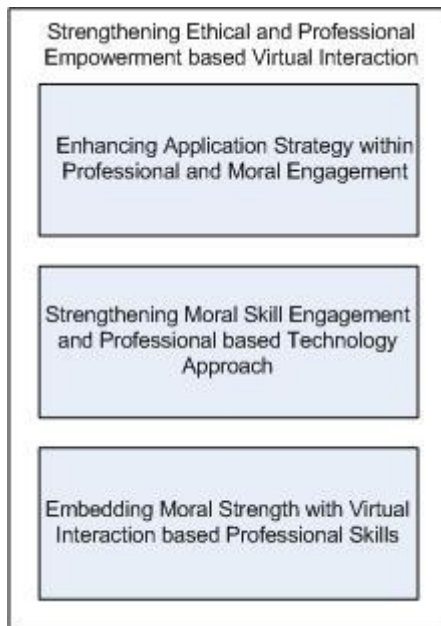 Strengthening Ethical and Professional
Empowerment based Virtual Interaction
Enhancing Application Strategy within
Professional and Moral Engagement
Strengthening Moral Skill Engagement
and Professional based Technology
Approach
Embedding Moral Strength with Virtual
Interaction based Professional Skills